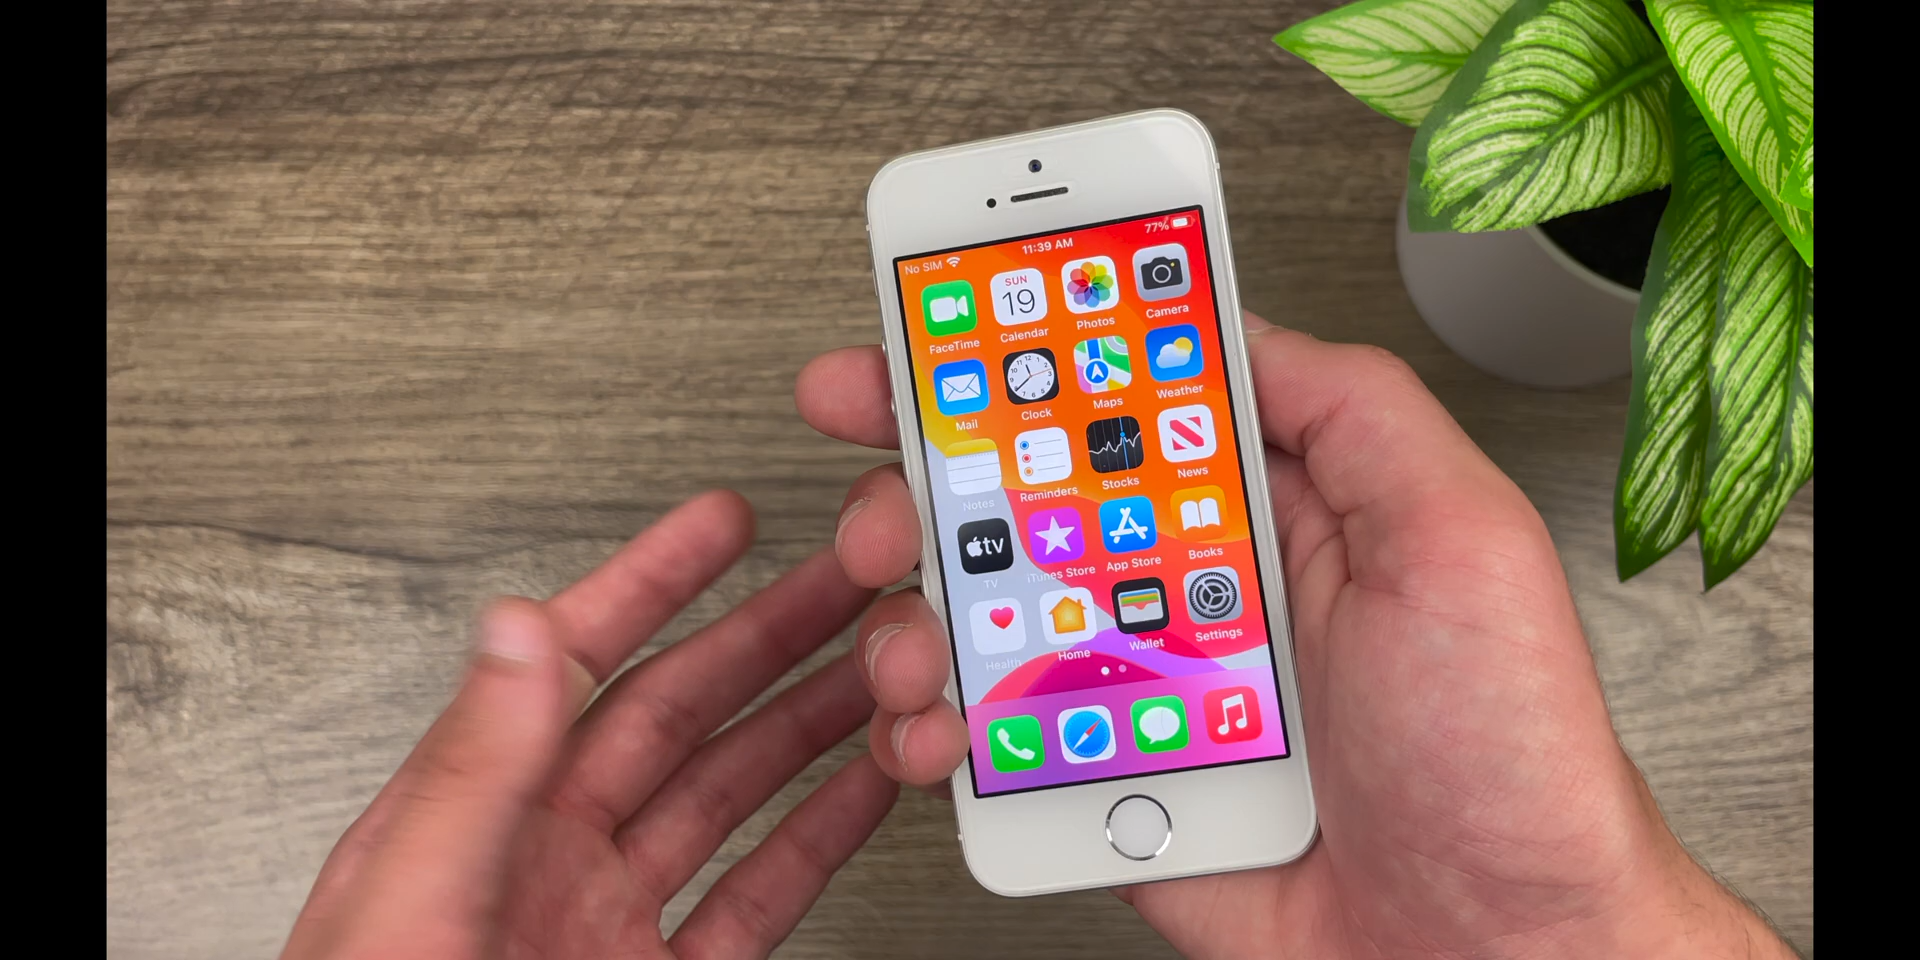 No SIM 11:39 AM 77%
SUN
19
FaceTime Calendar Photos Camera
Mail Clock Maps Weather
Notes Reminders Stocks News
tv
TV iTunes Store App Store Books
Health Home Wallet Settings